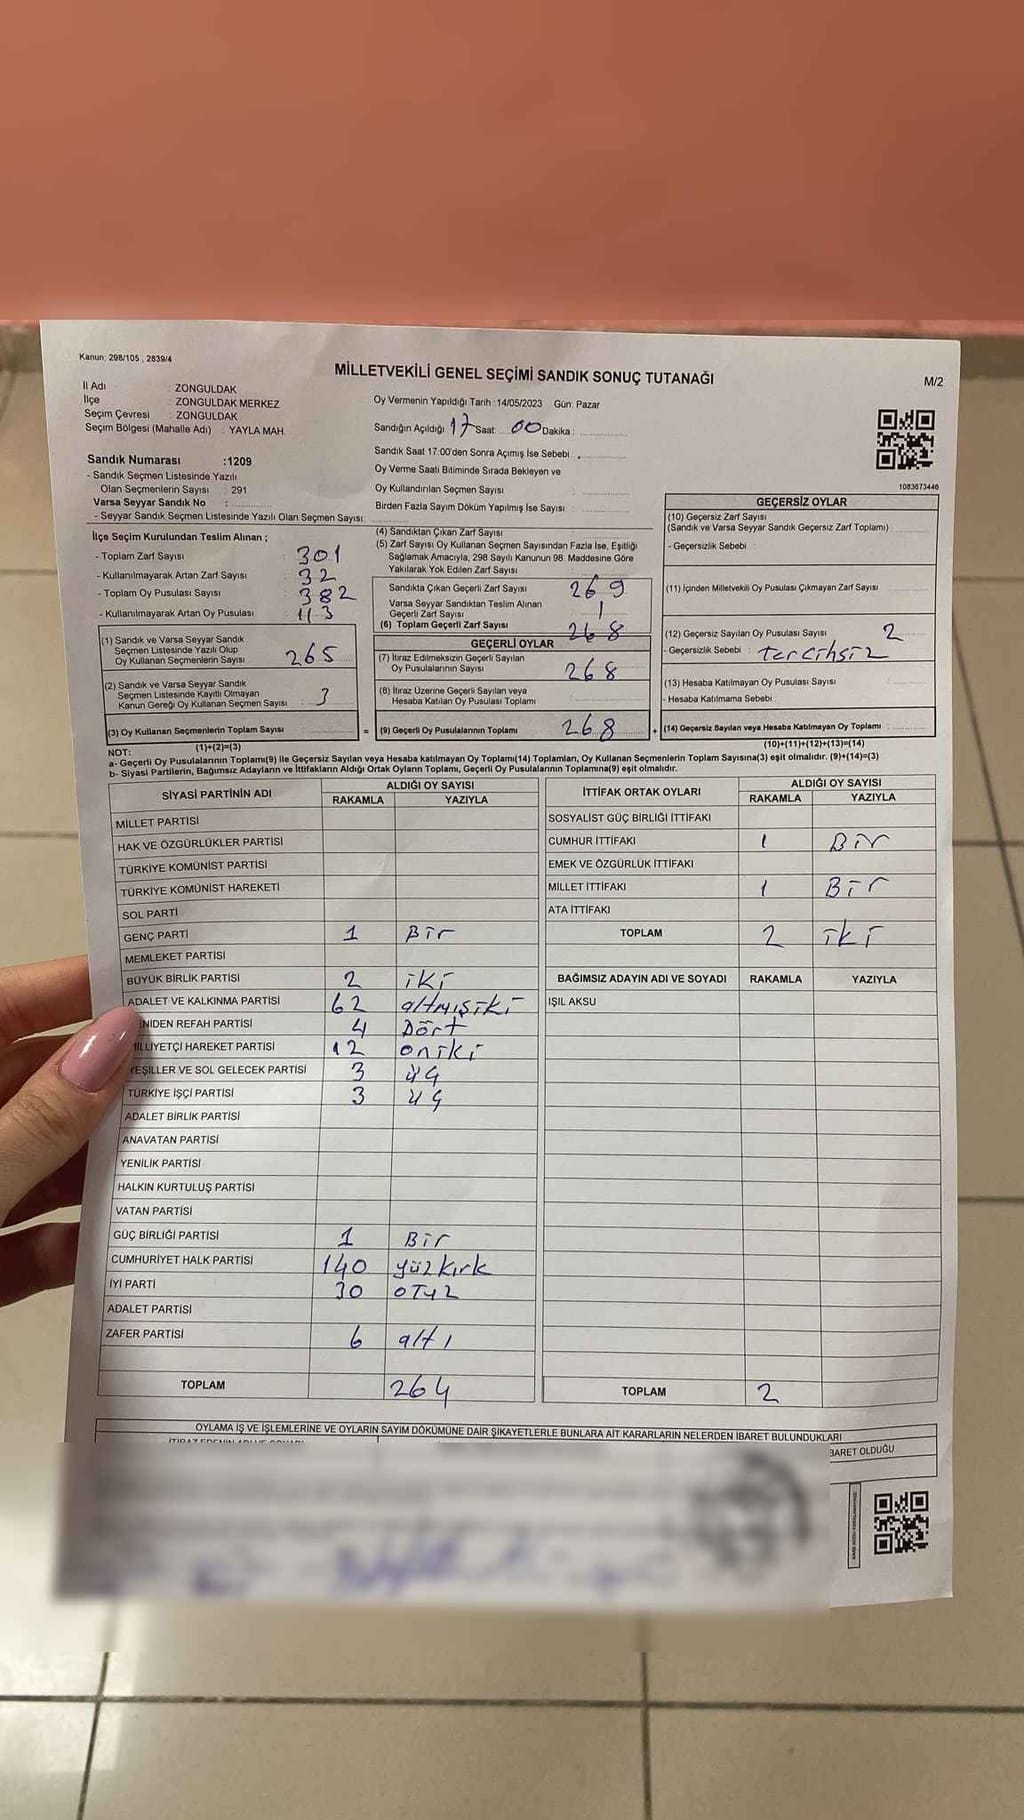 Kanun; 298/105 , 2839/4
MİLLETVEKİLİ GENEL SEÇİMİ SANDIK SONUÇ TUTANAĞI
M/2
İl Adı : ZONGULDAK
İlçe : ZONGULDAK MERKEZ
Seçim Çevresi : ZONGULDAK
Seçim Bölgesi (Mahalle Adı) : YAYLA MAH.
Sandık Numarası :1209
- Sandık Seçmen Listesinde Yazılı
Olan Seçmenlerin Sayısı : 291
Varsa Seyyar Sandık No :
- Seyyar Sandık Seçmen Listesinde Yazılı Olan Seçmen Sayısı:
Oy Vermenin Yapıldığı Tarih :14/05/2023 Gün: Pazar
Sandığın Açıldığı 17 Saat: 00 Dakika :
Sandık Saat 17:00'den Sonra Açımış İse Sebebi :
Oy Verme Saati Bitiminde Sırada Bekleyen ve
Oy Kullandırılan Seçmen Sayısı :
Birden Fazla Sayım Döküm Yapılmış İse Sayısı :
1083673446
İlçe Seçim Kurulundan Teslim Alınan ;
- Toplam Zarf Sayısı : 301
- Kullanılmayarak Artan Zarf Sayısı : 32
- Toplam Oy Pusulası Sayısı : 382
- Kullanılmayarak Artan Oy Pusulası : 113
(1) Sandık ve Varsa Seyyar Sandık
Seçmen Listesinde Yazılı Olup
Oy Kullanan Seçmenlerin Sayısı : 265
(2) Sandık ve Varsa Seyyar Sandık
Seçmen Listesinde Kayıtlı Olmayan
Kanun Gereği Oy Kullanan Seçmen Sayısı : 3
(3) Oy Kullanan Seçmenlerin Toplam Sayısı
(1)+(2)=(3)
(4) Sandıktan Çıkan Zarf Sayısı :
(5) Zarf Sayısı Oy Kullanan Seçmen Sayısından Fazla İse, Eşitliği
Sağlamak Amacıyla, 298 Sayılı Kanunun 98. Maddesine Göre
Yakılarak Yok Edilen Zarf Sayısı :
Sandıkta Çıkan Geçerli Zarf Sayısı : 269
Varsa Seyyar Sandıktan Teslim Alınan
Geçerli Zarf Sayısı : 1
(6) Toplam Geçerli Zarf Sayısı : 268
GEÇERLİ OYLAR
(7) İtiraz Edilmeksizin Geçerli Sayılan
Oy Pusulalarının Sayısı : 268
(8) İtiraz Üzerine Geçerli Sayılan veya
Hesaba Katılan Oy Pusulası Toplamı :
= (9) Geçerli Oy Pusulalarının Toplamı : 268 +
GEÇERSİZ OYLAR
(10) Geçersiz Zarf Sayısı
(Sandık ve Varsa Seyyar Sandık Geçersiz Zarf Toplamı) :
- Geçersizlik Sebebi :
(11) İçinden Milletvekili Oy Pusulası Çıkmayan Zarf Sayısı :
(12) Geçersiz Sayılan Oy Pusulası Sayısı : 2
- Geçersizlik Sebebi : tercihsiz
(13) Hesaba Katılmayan Oy Pusulası Sayısı :
- Hesaba Katılmama Sebebi :
(14) Geçersiz Sayılan veya Hesaba Katılmayan Oy Toplamı :
(10)+(11)+(12)+(13)=(14)
NOT:
a- Geçerli Oy Pusulalarının Toplamı(9) ile Geçersiz Sayılan veya Hesaba katılmayan Oy Toplamı(14) Toplamları, Oy Kullanan Seçmenlerin Toplam Sayısına(3) eşit olmalıdır. (9)+(14)=(3)
b- Siyasi Partilerin, Bağımsız Adayların ve İttifakların Aldığı Ortak Oyların Toplamı, Geçerli Oy Pusulalarının Toplamına(9) eşit olmalıdır.
SİYASİ PARTİNİN ADI
ALDIĞI OY SAYISI
RAKAMLA YAZIYLA
MİLLET PARTİSİ
HAK VE ÖZGÜRLÜKLER PARTİSİ
TÜRKİYE KOMÜNİST PARTİSİ
TÜRKİYE KOMÜNİST HAREKETİ
SOL PARTİ
GENÇ PARTİ 1 Bir
MEMLEKET PARTİSİ
BÜYÜK BİRLİK PARTİSİ 2 iki
ADALET VE KALKINMA PARTİSİ 62 altmışiki
ENİDEN REFAH PARTİSİ 4 Dört
İLLİYETÇİ HAREKET PARTİSİ 12 oniki
YEŞİLLER VE SOL GELECEK PARTİSİ 3 üç
TÜRKİYE İŞÇİ PARTİSİ 3 üç
ADALET BİRLİK PARTİSİ
ANAVATAN PARTİSİ
YENİLİK PARTİSİ
HALKIN KURTULUŞ PARTİSİ
VATAN PARTİSİ
GÜÇ BİRLİĞİ PARTİSİ 1 Bir
CUMHURİYET HALK PARTİSİ 140 yüzkırk
İYİ PARTİ 30 otuz
ADALET PARTİSİ
ZAFER PARTİSİ 6 altı
TOPLAM 264
İTTİFAK ORTAK OYLARI
ALDIĞI OY SAYISI
RAKAMLA YAZIYLA
SOSYALİST GÜÇ BİRLİĞİ İTTİFAKI
CUMHUR İTTİFAKI 1 Bir
EMEK VE ÖZGÜRLÜK İTTİFAKI
MİLLET İTTİFAKI 1 Bir
ATA İTTİFAKI
TOPLAM 2 iki
BAĞIMSIZ ADAYIN ADI VE SOYADI RAKAMLA YAZIYLA
IŞIL AKSU
TOPLAM 2
OYLAMA İŞ VE İŞLEMLERİNE VE OYLARIN SAYIM DÖKÜMÜNE DAİR ŞİKAYETLERLE BUNLARA AİT KARARLARIN NELERDEN İBARET BULUNDUKLARI
BARET OLDUĞU